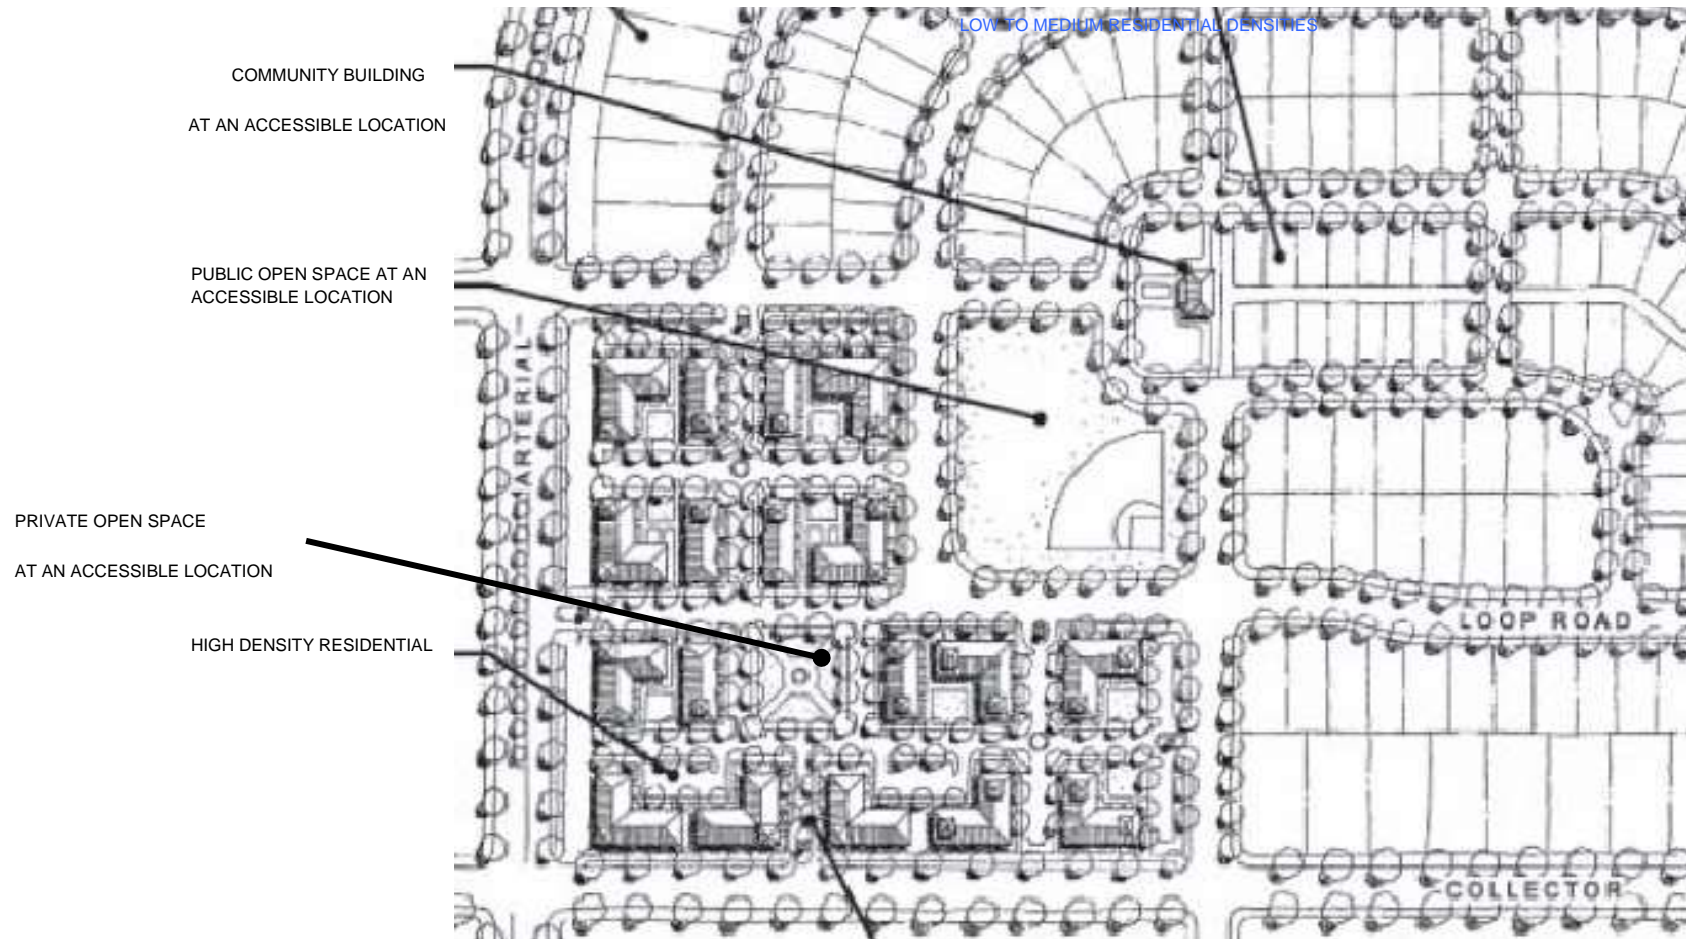 LOW TO MEDIUM RESIDENTIAL DENSITIES
COMMUNITY BUILDING
AT AN ACCESSIBLE LOCATION
PUBLIC OPEN SPACE AT AN
ACCESSIBLE LOCATION
ARTERIAL
PRIVATE OPEN SPACE
AT AN ACCESSIBLE LOCATION
LOOP ROAD
HIGH DENSITY RESIDENTIAL
COLLECTOR